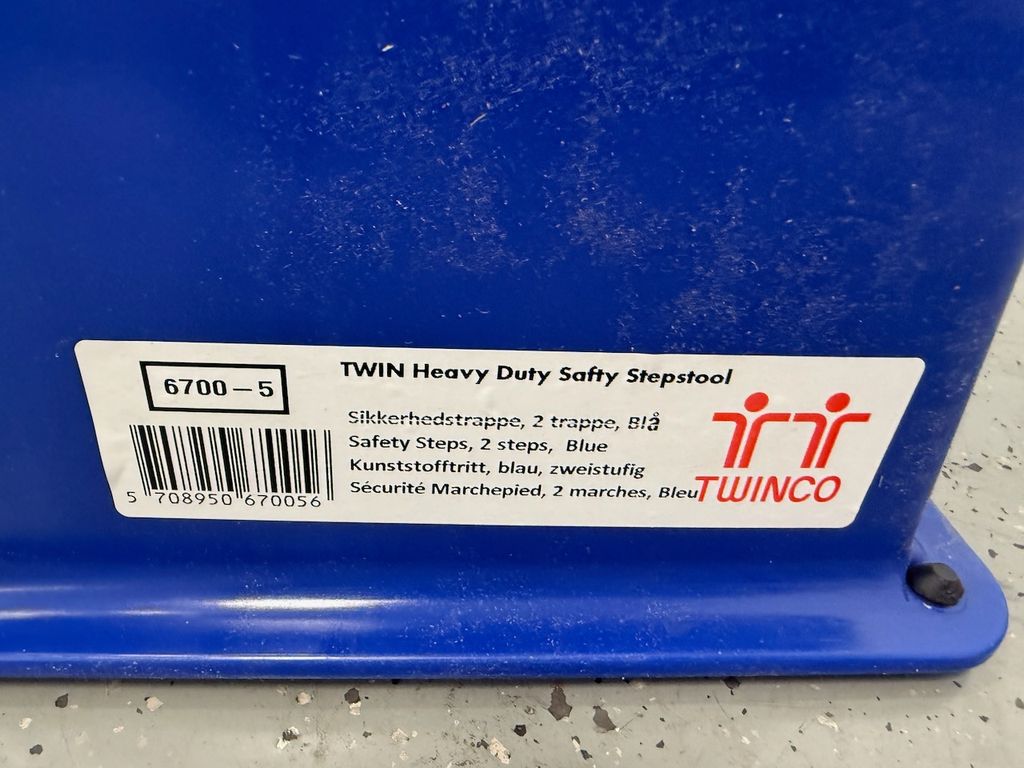 6700-5
5 708950 670056
TWIN Heavy Duty Safty Stepstool
Sikkerhedstrappe, 2 trappe, Blå
Safety Steps, 2 steps, Blue
Kunststofftritt, blau, zweistufig
Sécurité Marchepied, 2 marches, Bleu
TWINCO